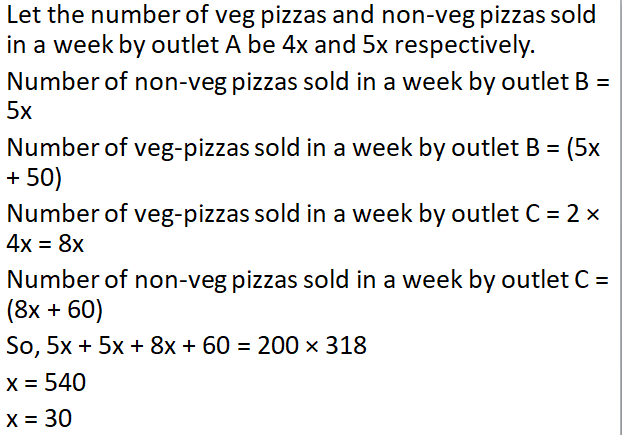 Let the number of veg pizzas and non-veg pizzas sold
in a week by outlet A be 4x and 5x respectively.
Number of non-veg pizzas sold in a week by outlet B =
5x
Number of veg-pizzas sold in a week by outlet B = (5x
+ 50)
Number of veg-pizzas sold in a week by outlet C = 2 ×
4x = 8x
Number of non-veg pizzas sold in a week by outlet C =
(8x + 60)
So, 5x + 5x + 8x + 60 = 200 × 318
x = 540
x = 30